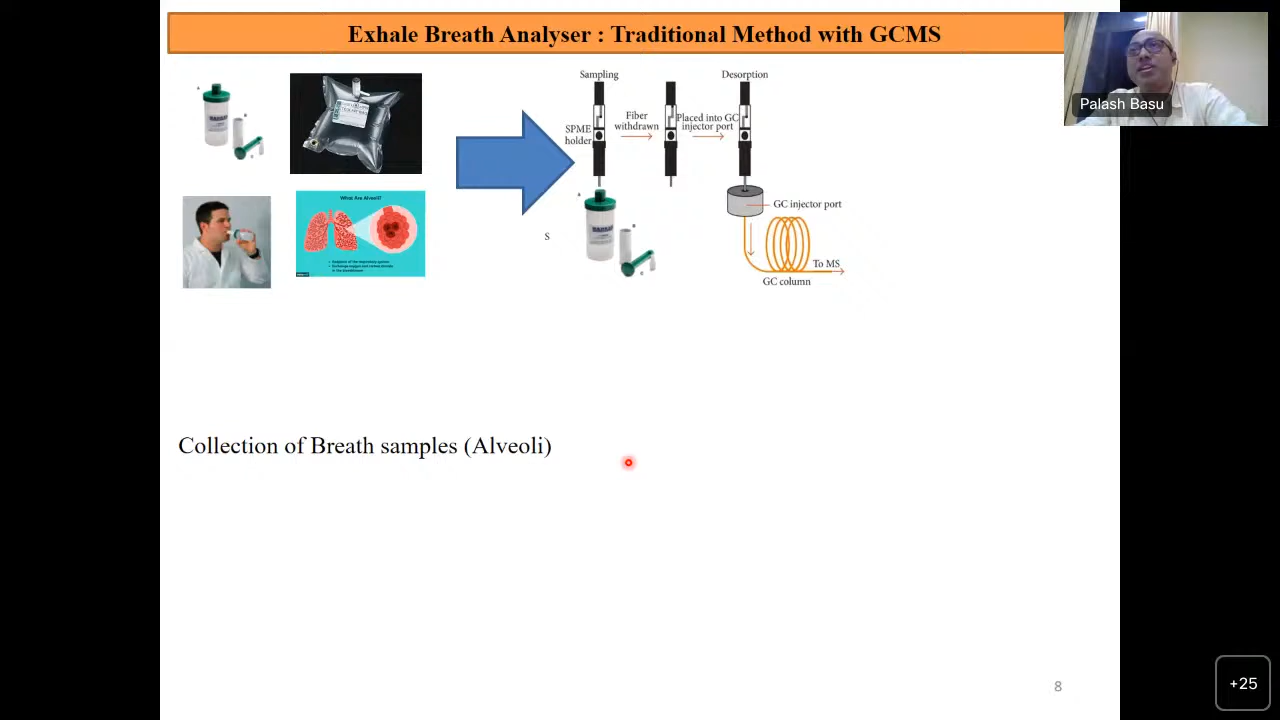 Exhale Breath Analyser : Traditional Method with GCMS
Palash Basu
What Are Alveoli?
Sampling
Desorption
SPME
holder
Fiber
withdrawn
Placed into GC
injector port
GC injector port
To MS
GC column
S
Collection of Breath samples (Alveoli)
8
+25